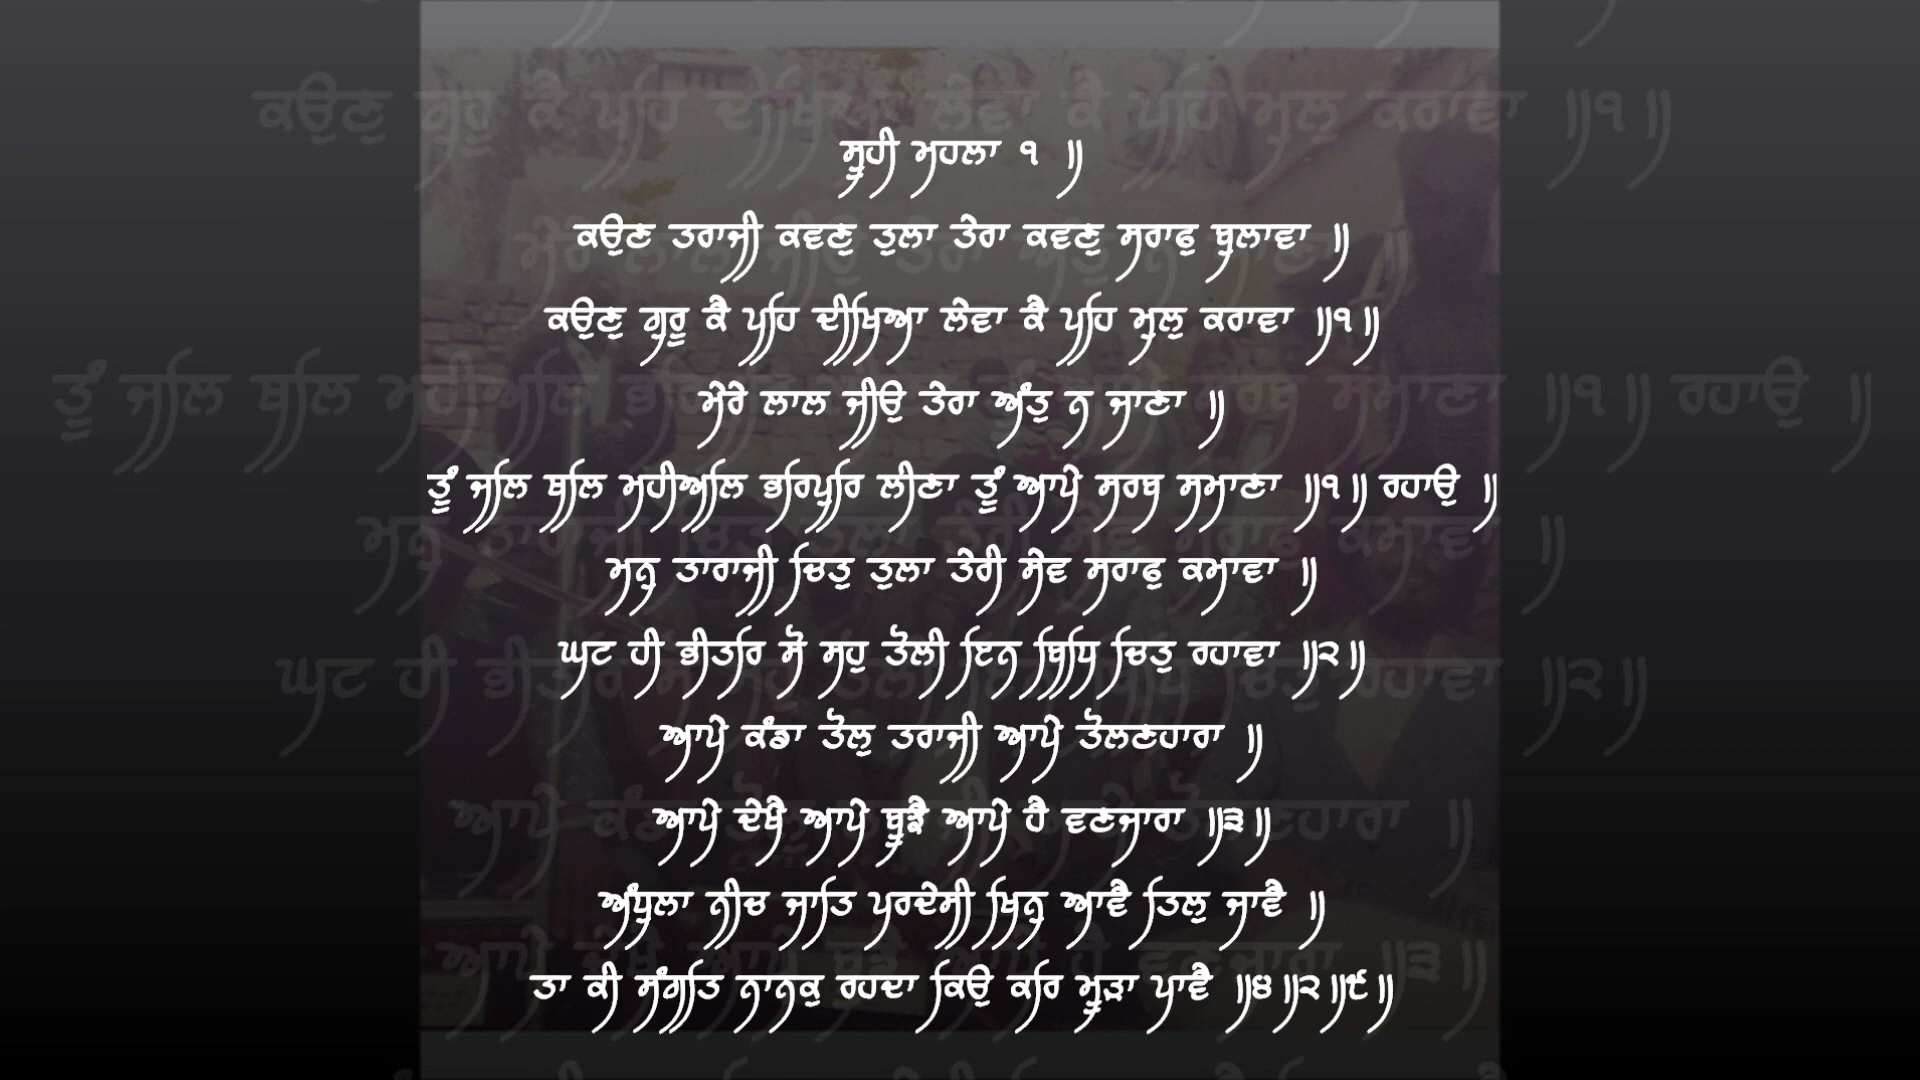 ਸੂਹੀ ਮਹਲਾ ੧ ॥
ਕਉਣ ਤਰਾਜੀ ਕਵਣੁ ਤੁਲਾ ਤੇਰਾ ਕਵਣੁ ਸਰਾਫੁ ਬੁਲਾਵਾ ॥
ਕਉਣੁ ਗੁਰੂ ਕੈ ਪਹਿ ਦੀਖਿਆ ਲੇਵਾ ਕੈ ਪਹਿ ਮੁਲੁ ਕਰਾਵਾ ॥੧॥
ਮੇਰੇ ਲਾਲ ਜੀਉ ਤੇਰਾ ਅੰਤੁ ਨ ਜਾਣਾ ॥
ਤੂੰ ਜਲਿ ਥਲਿ ਮਹੀਅਲਿ ਭਰਿਪੁਰਿ ਲੀਣਾ ਤੂੰ ਆਪੇ ਸਰਬ ਸਮਾਣਾ ॥੧॥ ਰਹਾਉ ॥
ਮਨੁ ਤਾਰਾਜੀ ਚਿਤੁ ਤੁਲਾ ਤੇਰੀ ਸੇਵ ਸਰਾਫੁ ਕਮਾਵਾ ॥
ਘਟ ਹੀ ਭੀਤਰਿ ਸੋ ਸਹੁ ਤੋਲੀ ਇਨ ਬਿਧਿ ਚਿਤੁ ਰਹਾਵਾ ॥੨॥
ਆਪੇ ਕੰਡਾ ਤੋਲੁ ਤਰਾਜੀ ਆਪੇ ਤੋਲਣਹਾਰਾ ॥
ਆਪੇ ਦੇਖੈ ਆਪੇ ਬੂਝੈ ਆਪੇ ਹੈ ਵਣਜਾਰਾ ॥੩॥
ਅੰਧੁਲਾ ਨੀਚ ਜਾਤਿ ਪਰਦੇਸੀ ਖਿਨੁ ਆਵੈ ਤਿਲੁ ਜਾਵੈ ॥
ਤਾ ਕੀ ਸੰਗਤਿ ਨਾਨਕੁ ਰਹਦਾ ਕਿਉ ਕਰਿ ਮੂੜਾ ਪਾਵੈ ॥੪॥੨॥੯॥